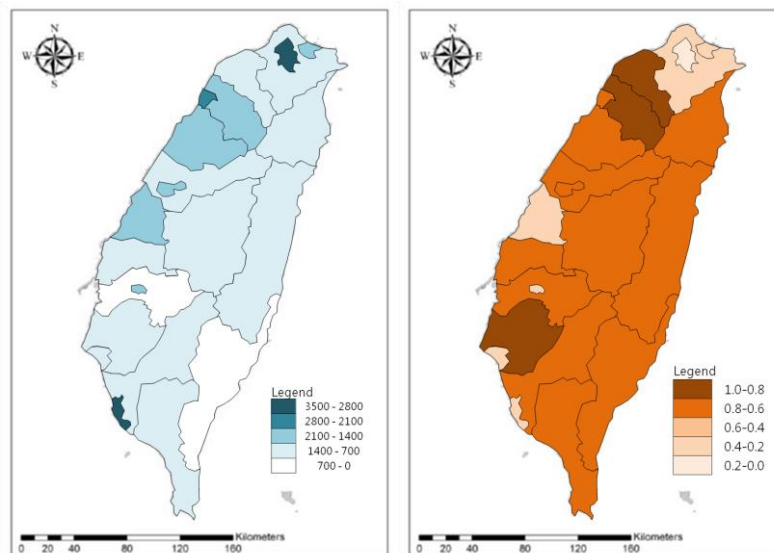 N
W E
S
Legend
3500 - 2800
2800 - 2100
2100 - 1400
1400 - 700
700 - 0
Kilometers
0 20 40 80 120 160
N
W E
S
Legend
1.0-0.8
0.8-0.6
0.6-0.4
0.4-0.2
0.2-0.0
Kilometers
0 20 40 80 120 160